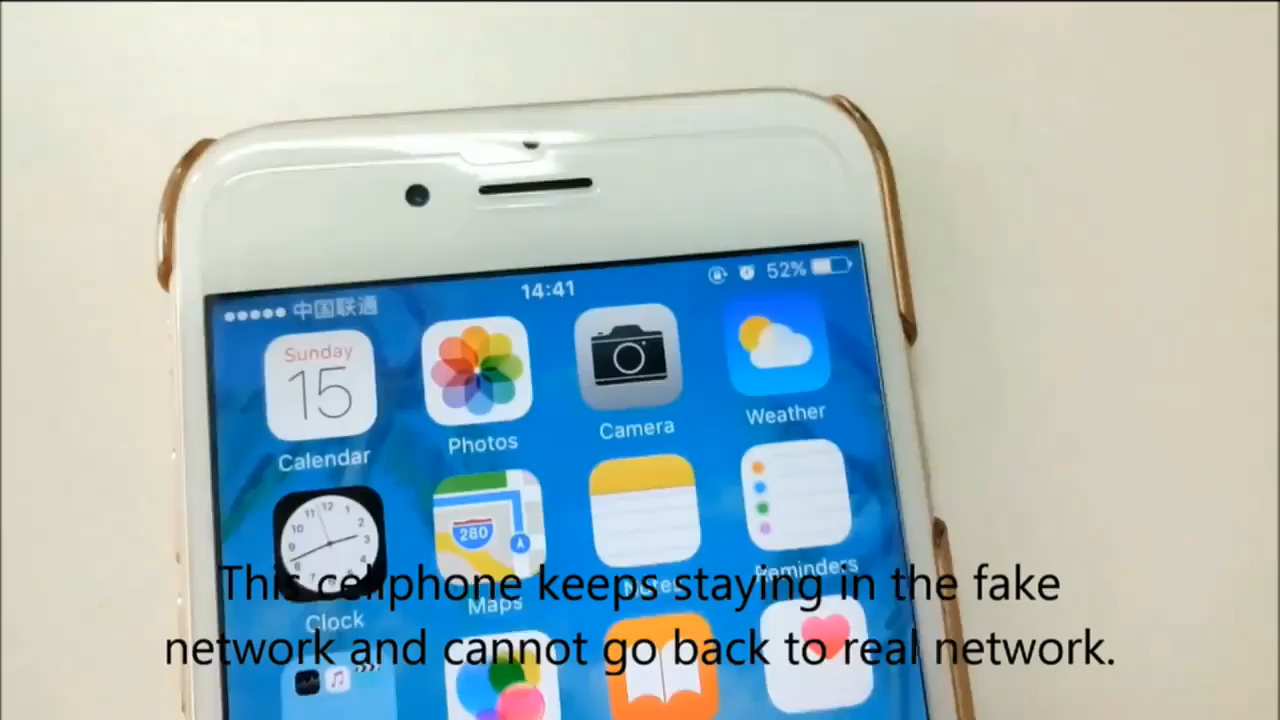 中国联通
14:41
52%
Sunday
15
Calendar
Photos
Camera
Weather
280
Clock
Maps
Notes
Reminders
This cellphone keeps staying in the fake
network and cannot go back to real network.